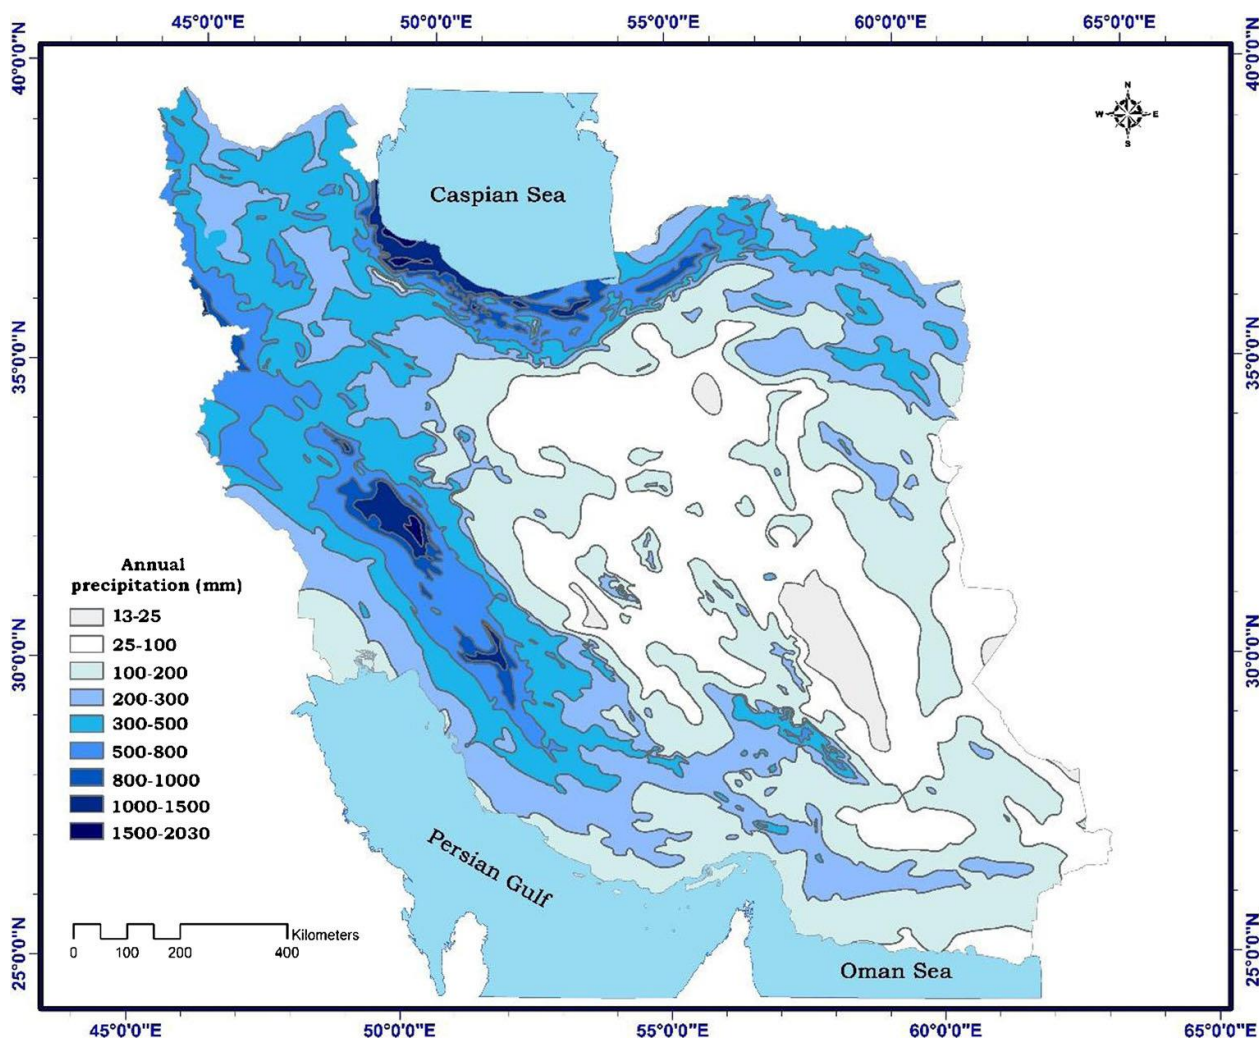 45°0'0"E 50°0'0"E 55°0'0"E 60°0'0"E 65°0'0"E
40°0'0"N 40°0'0"N
N
W E
S
Caspian Sea
35°0'0"N 35°0'0"N
Annual
precipitation (mm)
13-25
25-100
100-200
200-300
300-500
500-800
800-1000
1000-1500
1500-2030
30°0'0"N 30°0'0"N
Persian Gulf
Kilometers
0 100 200 400
25°0'0"N 25°0'0"N
Oman Sea
45°0'0"E 50°0'0"E 55°0'0"E 60°0'0"E 65°0'0"E